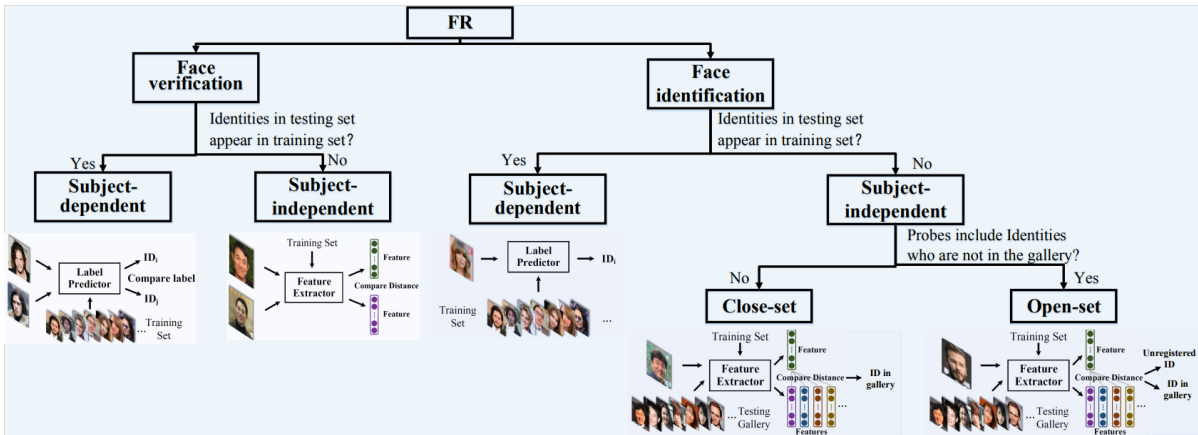 FR
Face
verification
Face
identification
Identities in testing set
appear in training set?
Identities in testing set
appear in training set?
Yes
No
Yes
No
Subject-
dependent
Subject-
independent
Subject-
dependent
Subject-
independent
Probes include Identities
who are not in the gallery?
No
Yes
Close-set
Open-set
Label
Predictor
IDi
Compare label
IDj
... Training
Set
Training Set
Feature
Extractor
Feature
Compare Distance
Feature
Label
Predictor
IDi
Training
Set
...
Training Set
Feature
Extractor
Feature
Compare Distance
ID in
gallery
... Testing
Gallery
...
Features
Training Set
Feature
Extractor
Feature
Compare Distance
Unregistered
ID
ID in
gallery
... Testing
Gallery
...
Features